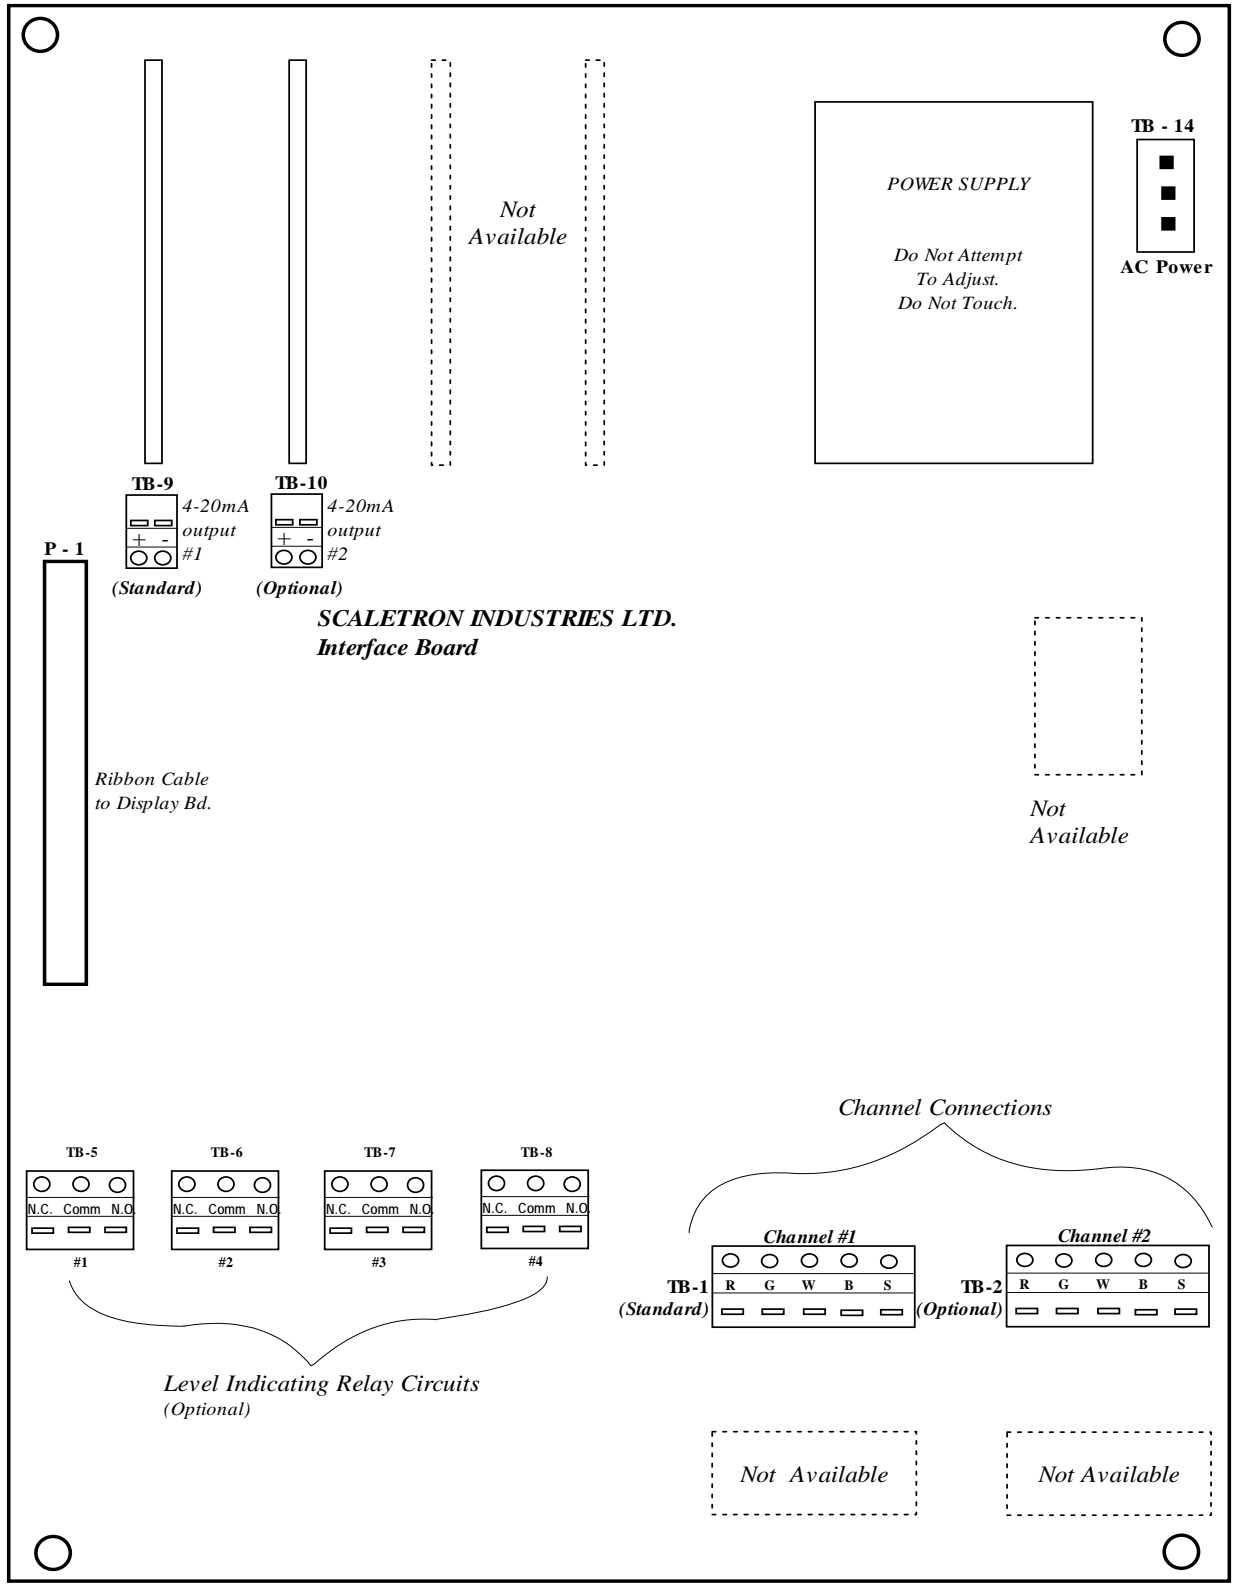 TB - 14
POWER SUPPLY
Do Not Attempt
To Adjust.
Do Not Touch.
AC Power
Not
Available
TB-9
4-20mA
output
#1
+ -
(Standard)
TB-10
4-20mA
output
#2
+ -
(Optional)
P - 1
SCALETRON INDUSTRIES LTD.
Interface Board
Ribbon Cable
to Display Bd.
Not
Available
Channel Connections
TB-5
N.C. Comm N.O.
#1
TB-6
N.C. Comm N.O.
#2
TB-7
N.C. Comm N.O.
#3
TB-8
N.C. Comm N.O.
#4
Level Indicating Relay Circuits
(Optional)
Channel #1
TB-1 R G W B S
(Standard)
Channel #2
TB-2 R G W B S
(Optional)
Not Available
Not Available